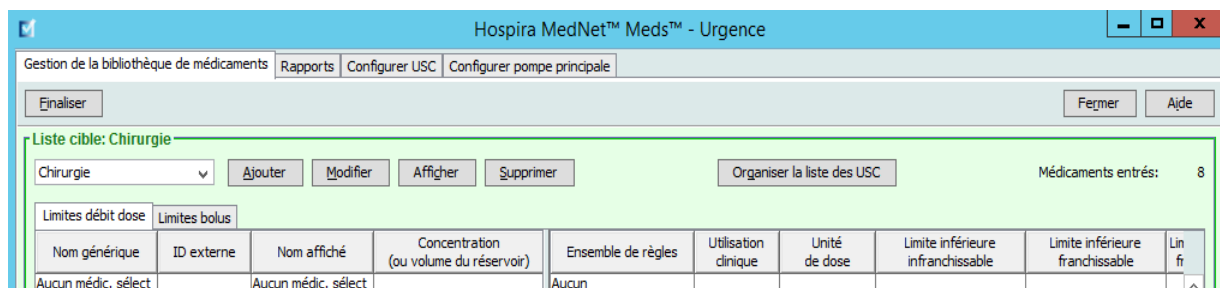 Hospira MedNet™ Meds™ - Urgence
Gestion de la bibliothèque de médicaments Rapports Configurer USC Configurer pompe principale
Finaliser Fermer Aide
Liste cible: Chirurgie
Chirurgie Ajouter Modifier Afficher Supprimer Organiser la liste des USC Médicaments entrés: 8
Limites débit dose Limites bolus
Nom générique ID externe Nom affiché Concentration (ou volume du réservoir) Ensemble de règles Utilisation clinique Unité de dose Limite inférieure infranchissable Limite inférieure franchissable
Aucun médic. sélect Aucun médic. sélect Aucun